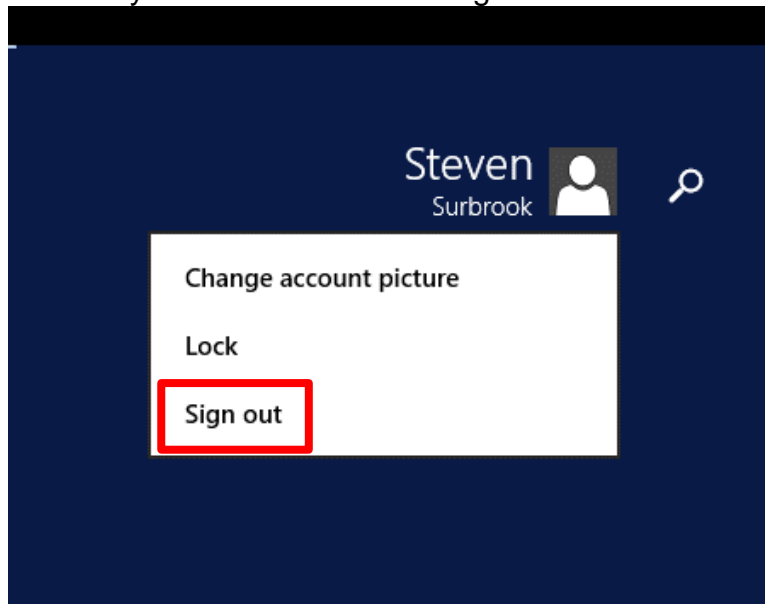 Steven
Surbrook
Change account picture
Lock
Sign out